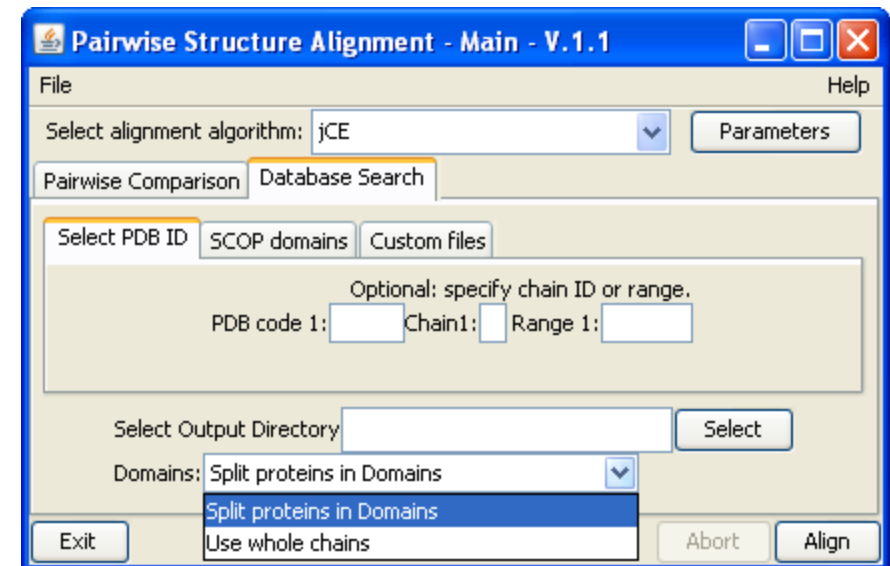 Pairwise Structure Alignment - Main - V.1.1
File Help
Select alignment algorithm: jCE Parameters
Pairwise Comparison Database Search
Select PDB ID SCOP domains Custom files
Optional: specify chain ID or range.
PDB code 1: Chain1: Range 1:
Select Output Directory Select
Domains: Split proteins in Domains
Split proteins in Domains
Use whole chains
Exit Abort Align